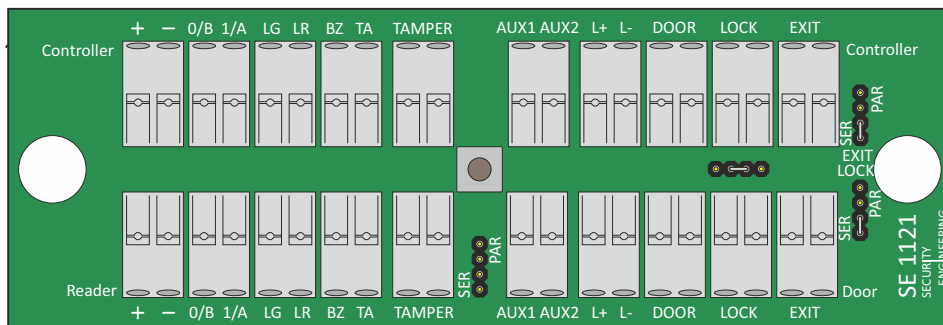 + − 0/B 1/A LG LR BZ TA TAMPER AUX1 AUX2 L+ L- DOOR LOCK EXIT
Controller
Controller
SER PAR
EXIT
LOCK
SER PAR
SER PAR
Reader
Door
SE 1121
SECURITY
ENGINEERING
+ − 0/B 1/A LG LR BZ TA TAMPER AUX1 AUX2 L+ L- DOOR LOCK EXIT